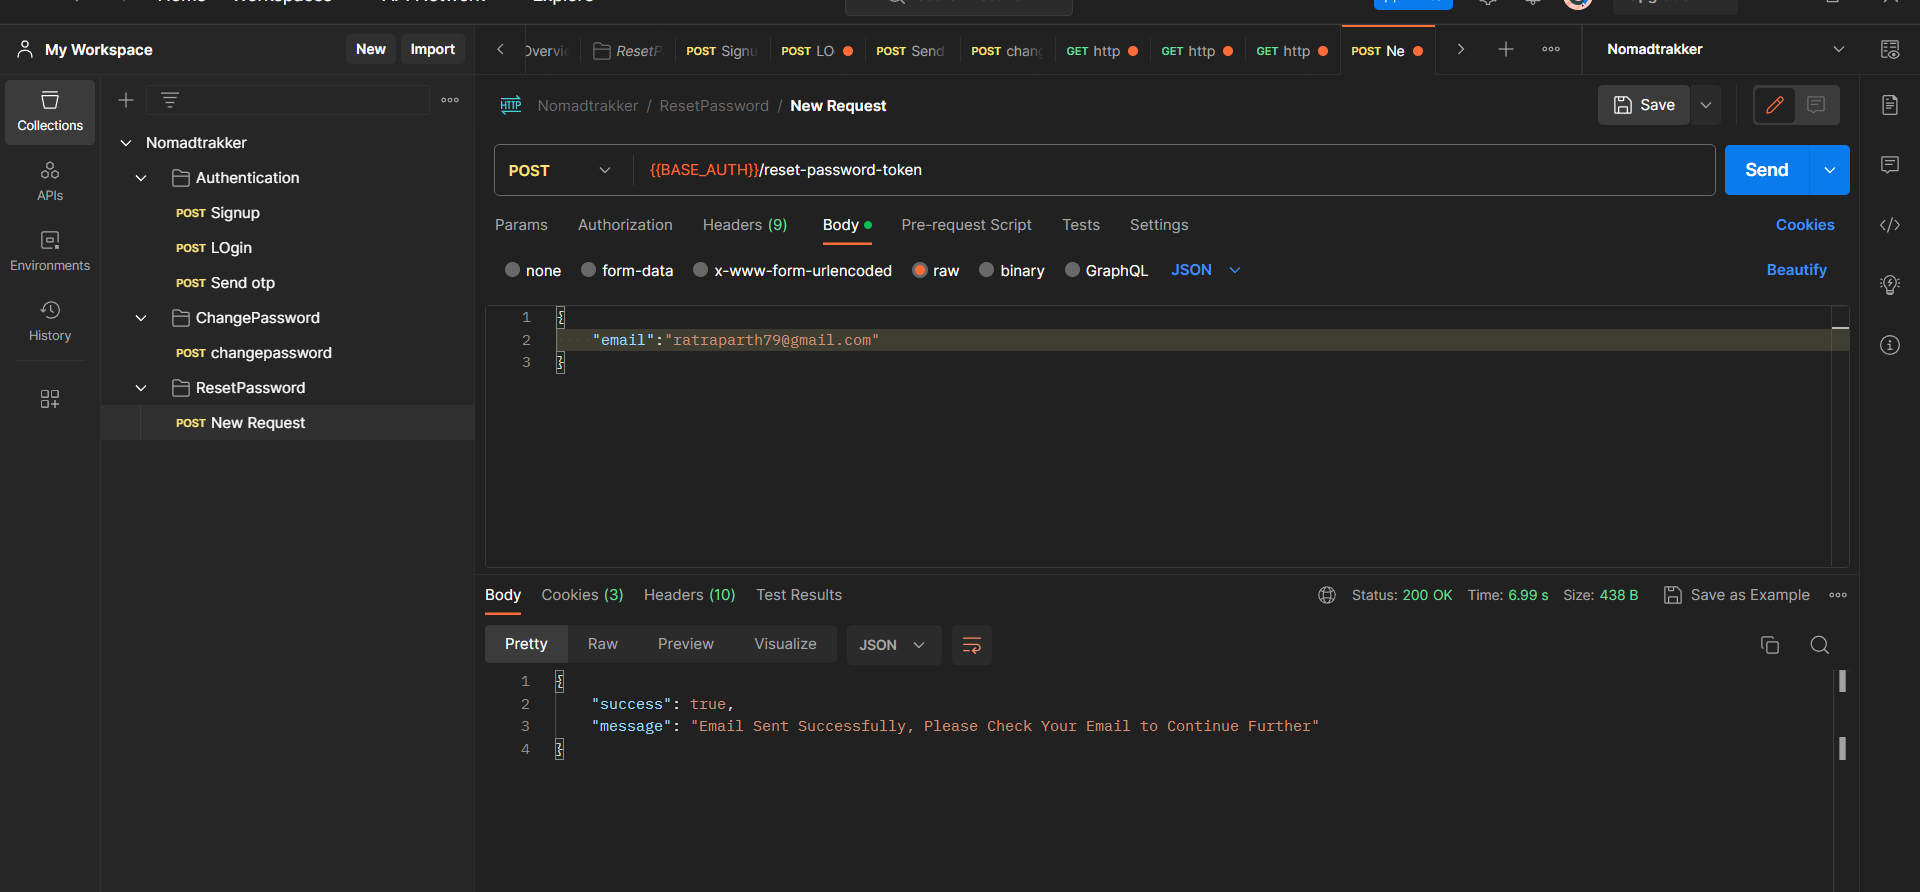 My Workspace
New
Import
ResetP
POST Signu
POST LO
POST Send
POST chang
GET http
GET http
GET http
POST Ne
Nomadtrakker
Collections
APIs
Environments
History
Nomadtrakker
Authentication
POST Signup
POST LOgin
POST Send otp
ChangePassword
POST changepassword
ResetPassword
POST New Request
HTTP Nomadtrakker / ResetPassword / New Request
Save
POST {{BASE_AUTH}}/reset-password-token
Send
Params Authorization Headers (9) Body Pre-request Script Tests Settings
Cookies
none form-data x-www-form-urlencoded raw binary GraphQL JSON
Beautify
1 {
2 "email":"ratraparth79@gmail.com"
3 }
Body Cookies (3) Headers (10) Test Results
Status: 200 OK Time: 6.99 s Size: 438 B Save as Example
Pretty Raw Preview Visualize JSON
1 {
2 "success": true,
3 "message": "Email Sent Successfully, Please Check Your Email to Continue Further"
4 }